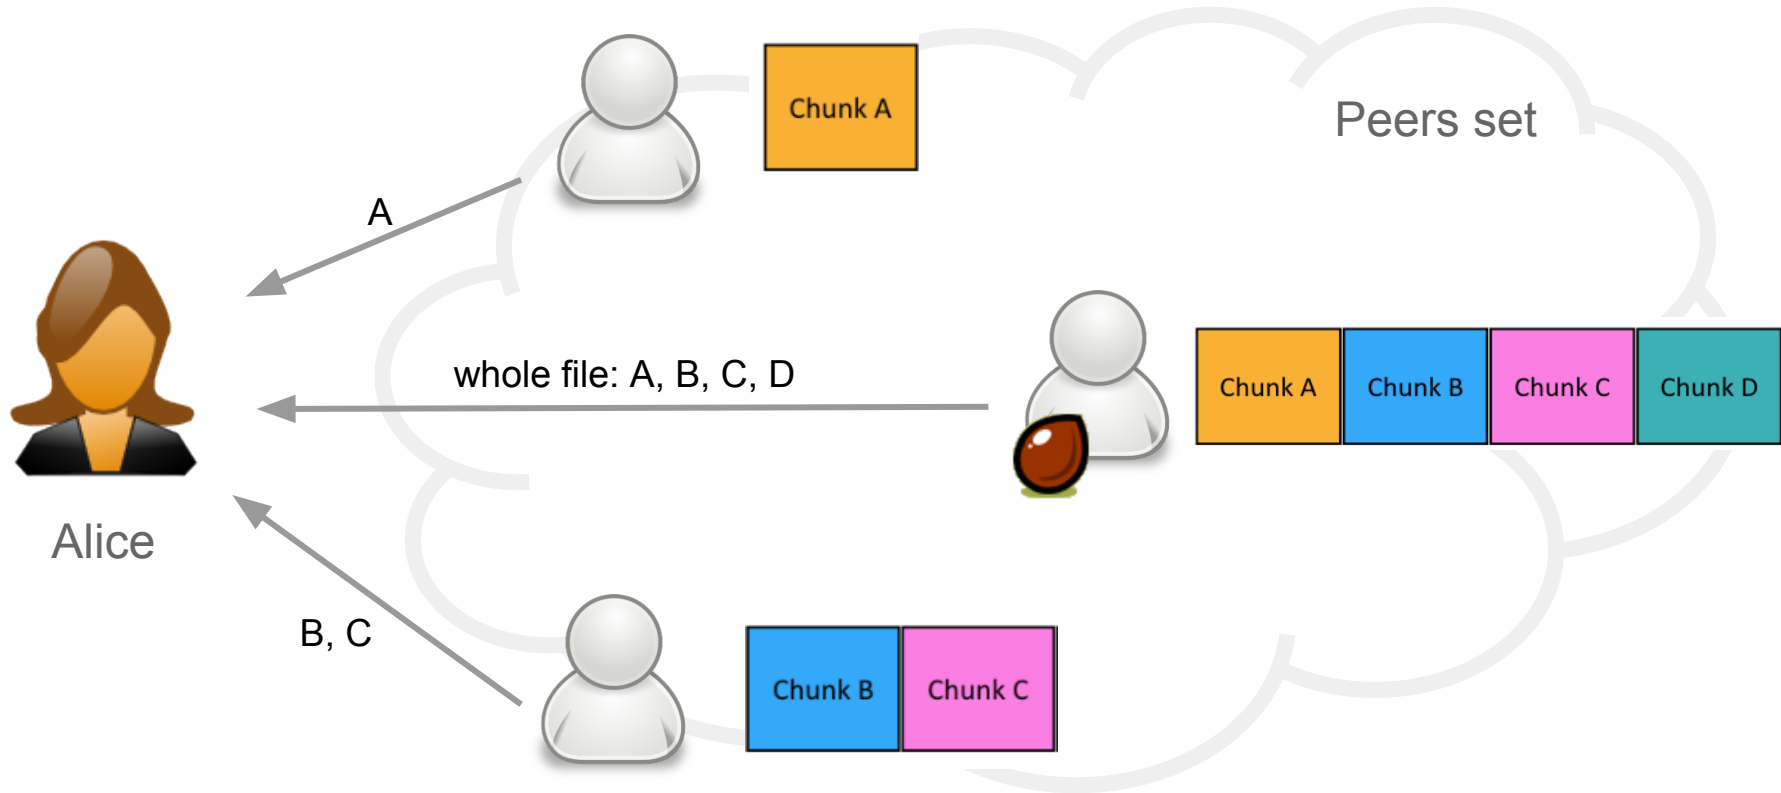 Chunk A
Peers set
A
whole file: A, B, C, D
Chunk A
Chunk B
Chunk C
Chunk D
Alice
B, C
Chunk B
Chunk C